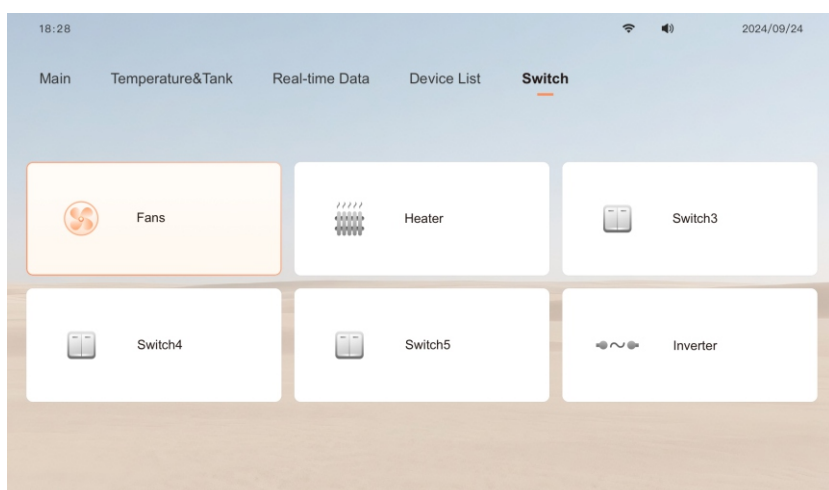 18:28 2024/09/24
Main Temperature&Tank Real-time Data Device List Switch
Fans Heater Switch3
Switch4 Switch5 Inverter